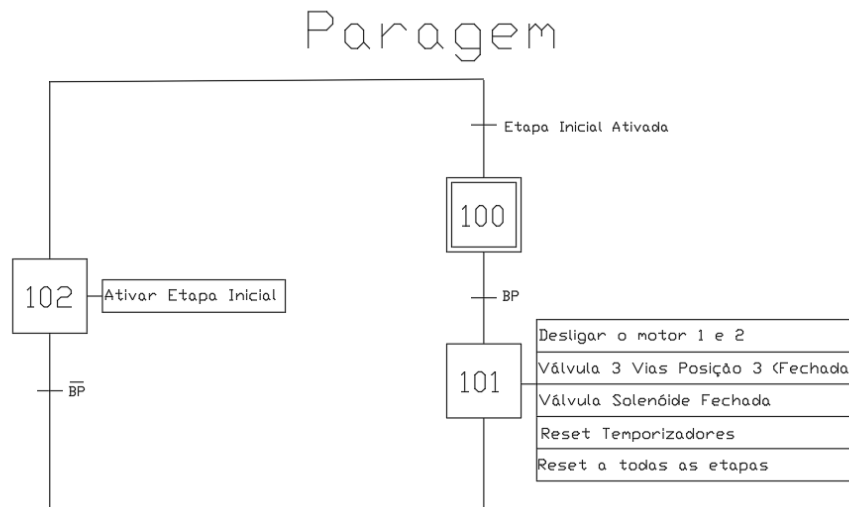 Paragem
Etapa Inicial Ativada
100
102
Ativar Etapa Inicial
BP
Desligar o motor 1 e 2
Válvula 3 Vias Posição 3 (Fechada
101
B̅P̅
Válvula Solenóide Fechada
Reset Temporizadores
Reset a todas as etapas